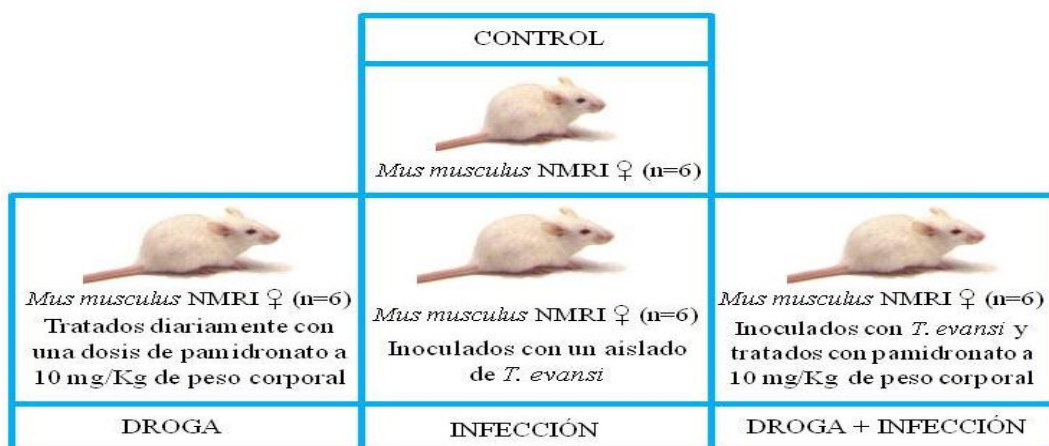 CONTROL
Mus musculus NMRI ♀ (n=6)
Mus musculus NMRI ♀ (n=6)
Tratados diariamente con
una dosis de pamidronato a
10 mg/Kg de peso corporal
DROGA
Mus musculus NMRI ♀ (n=6)
Inoculados con un aislado
de T. evansi
INFECCIÓN
Mus musculus NMRI ♀ (n=6)
Inoculados con T. evansi y
tratados con pamidronato a
10 mg/Kg de peso corporal
DROGA + INFECCIÓN